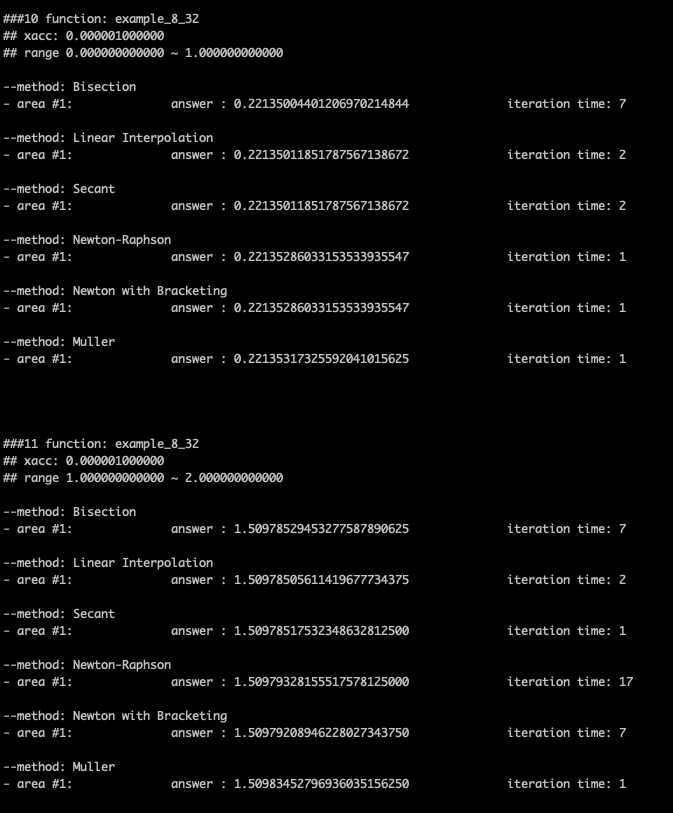 ###10 function: example_8_32
## xacc: 0.000001000000
## range 0.000000000000 ~ 1.000000000000
--method: Bisection
- area #1: answer : 0.22135004401206970214844 iteration time: 7
--method: Linear Interpolation
- area #1: answer : 0.22135011851787567138672 iteration time: 2
--method: Secant
- area #1: answer : 0.22135011851787567138672 iteration time: 2
--method: Newton-Raphson
- area #1: answer : 0.22135286033153533935547 iteration time: 1
--method: Newton with Bracketing
- area #1: answer : 0.22135286033153533935547 iteration time: 1
--method: Muller
- area #1: answer : 0.22135317325592041015625 iteration time: 1
###11 function: example_8_32
## xacc: 0.000001000000
## range 1.000000000000 ~ 2.000000000000
--method: Bisection
- area #1: answer : 1.50978529453277587890625 iteration time: 7
--method: Linear Interpolation
- area #1: answer : 1.50978505611419677734375 iteration time: 2
--method: Secant
- area #1: answer : 1.50978517532348632812500 iteration time: 1
--method: Newton-Raphson
- area #1: answer : 1.50979328155517578125000 iteration time: 17
--method: Newton with Bracketing
- area #1: answer : 1.50979208946228027343750 iteration time: 7
--method: Muller
- area #1: answer : 1.50983452796936035156250 iteration time: 1